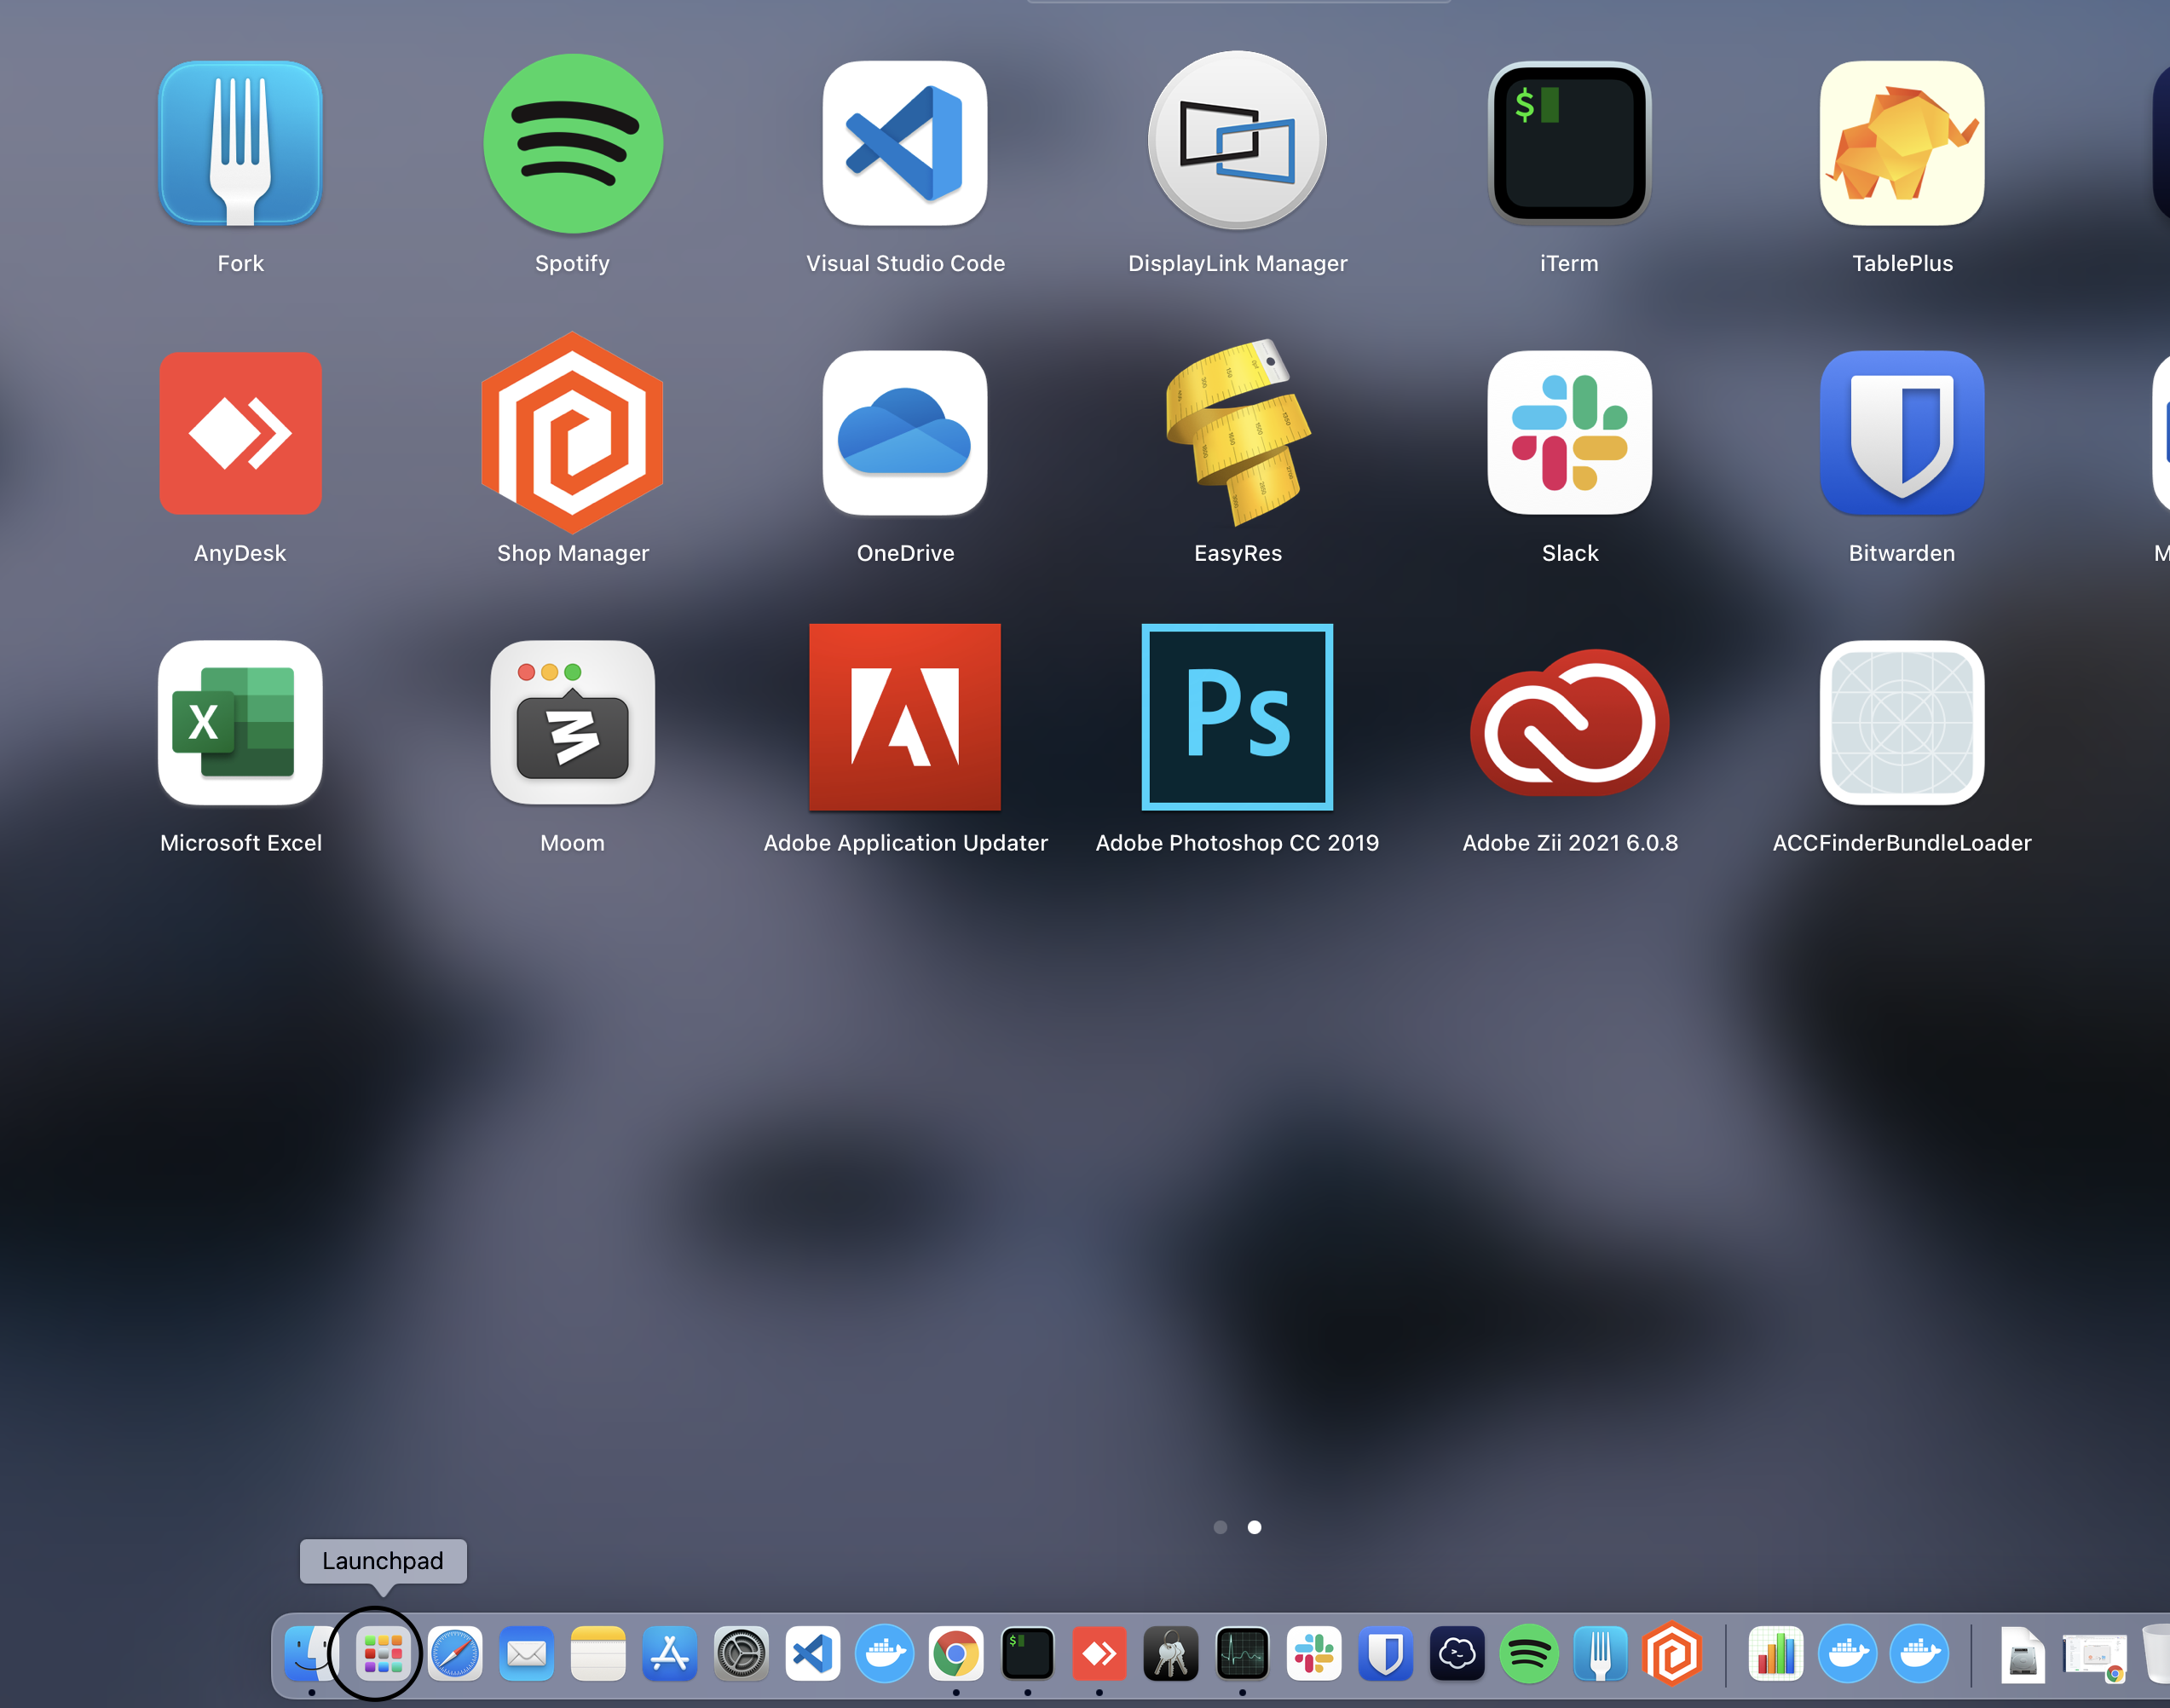 $
Fork
Spotify
Visual Studio Code
DisplayLink Manager
iTerm
TablePlus
AnyDesk
Shop Manager
OneDrive
EasyRes
Slack
Bitwarden
M
X
Ps
Microsoft Excel
Moom
Adobe Application Updater
Adobe Photoshop CC 2019
Adobe Zii 2021 6.0.8
ACCFinderBundleLoader
Launchpad
$